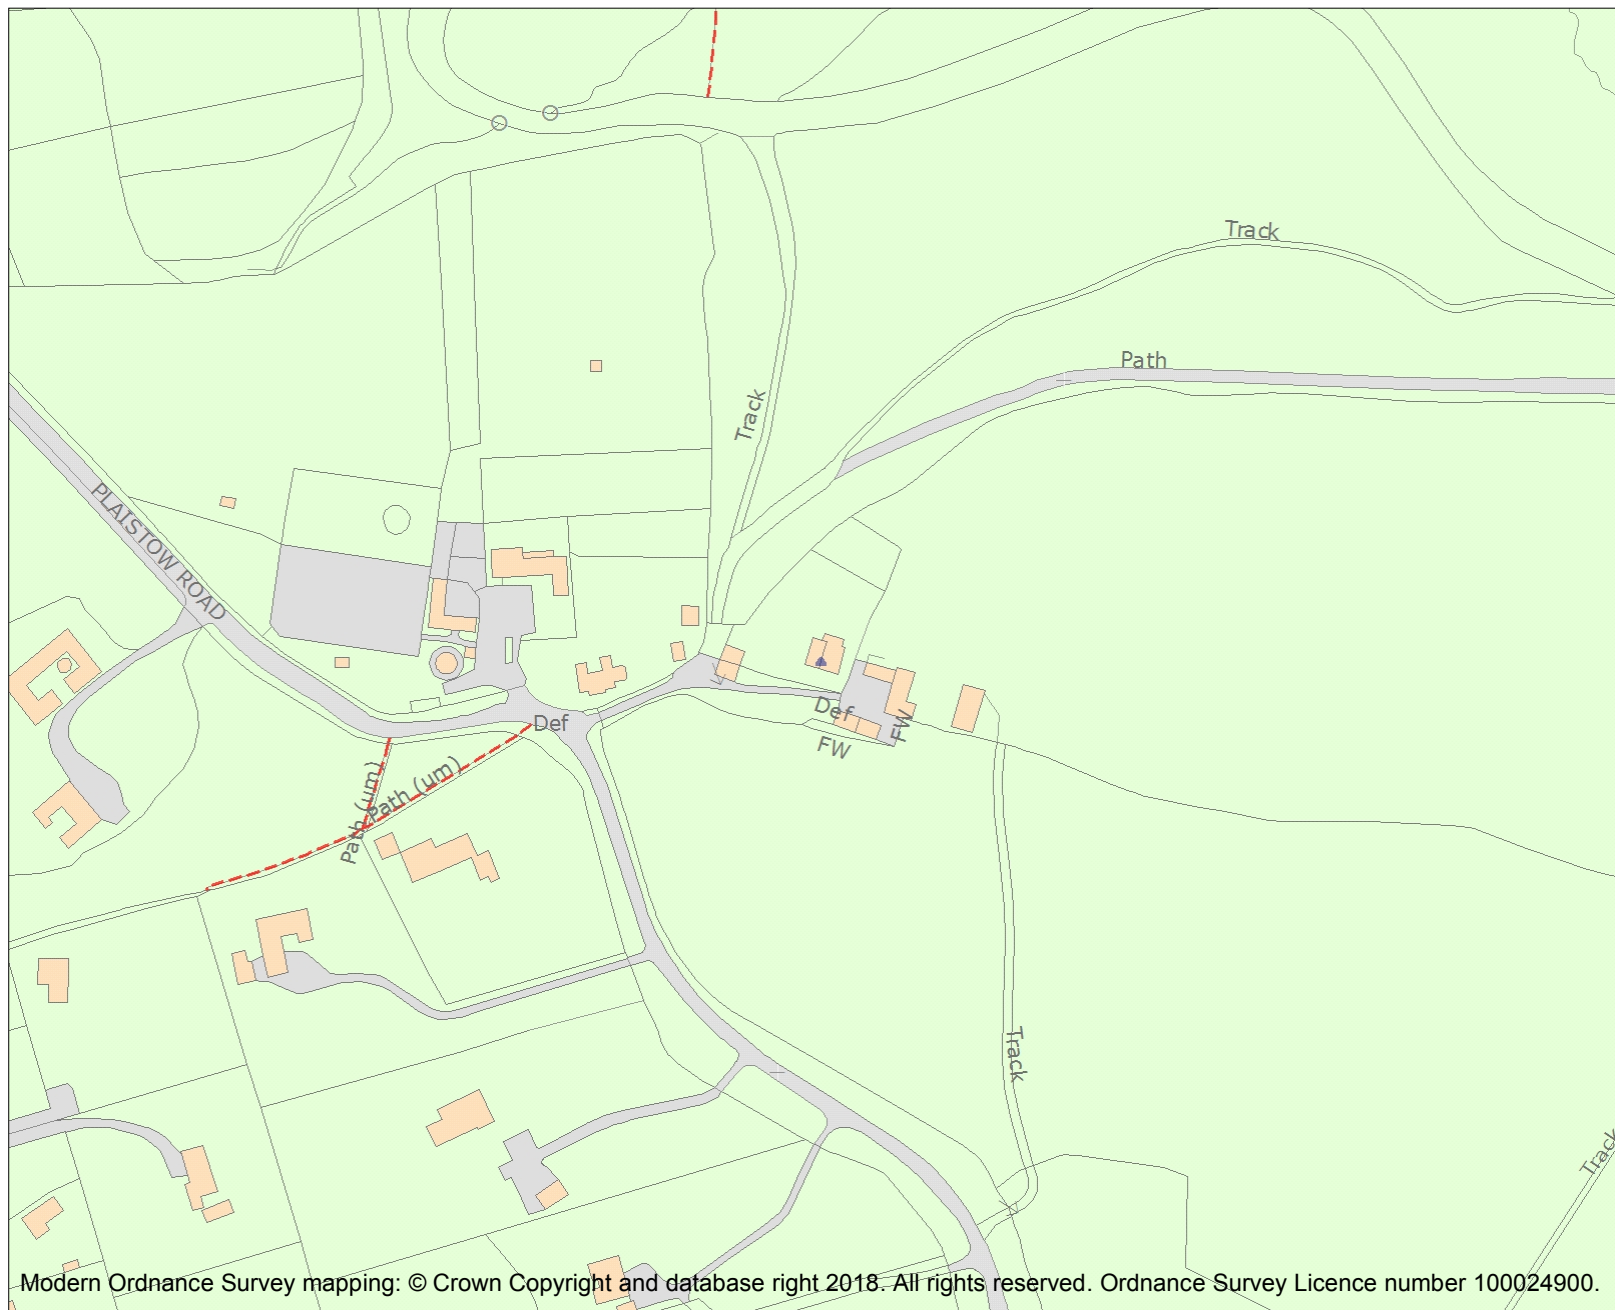 Track
Path
Track
PLAISTOW ROAD
Def
Def
FW
FW
Path (um)
Path (um)
Track
Track
Modern Ordnance Survey mapping: © Crown Copyright and database right 2018. All rights reserved. Ordnance Survey Licence number 100024900.